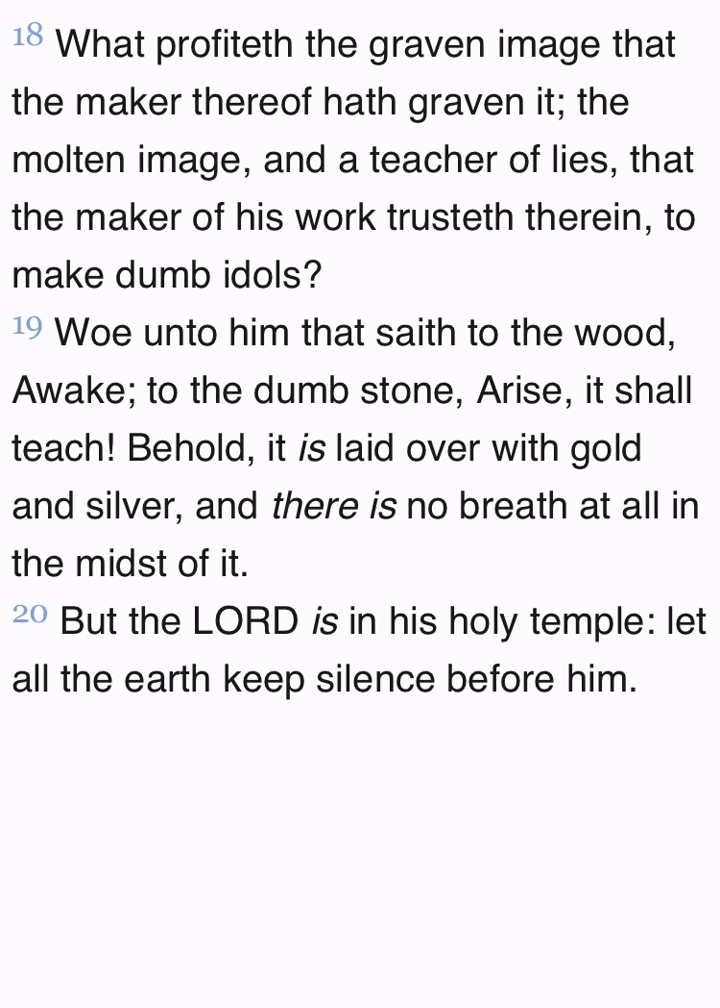 18 What profiteth the graven image that
the maker thereof hath graven it; the
molten image, and a teacher of lies, that
the maker of his work trusteth therein, to
make dumb idols?
19 Woe unto him that saith to the wood,
Awake; to the dumb stone, Arise, it shall
teach! Behold, it is laid over with gold
and silver, and there is no breath at all in
the midst of it.
20 But the LORD is in his holy temple: let
all the earth keep silence before him.